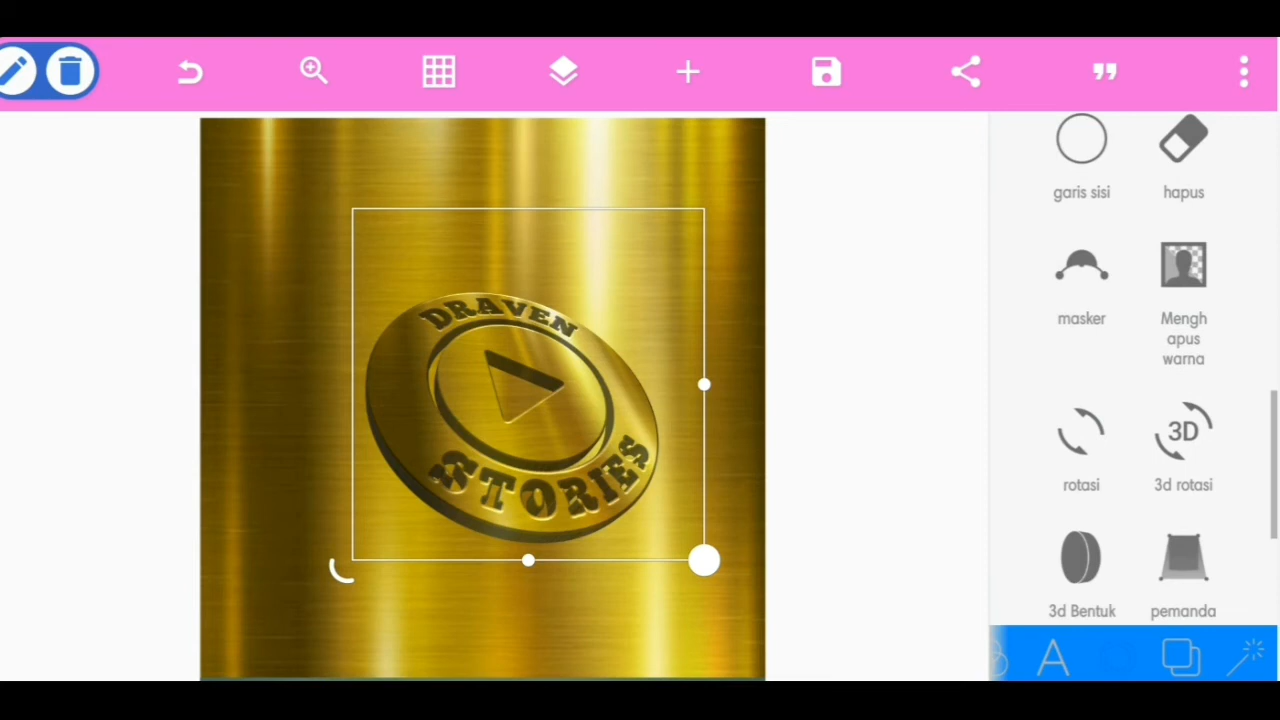 garis sisi
hapus
masker
Mengh
apus
warna
3D
rotasi
3d rotasi
3d Bentuk
pemanda
A
DRAVEN
STORIES